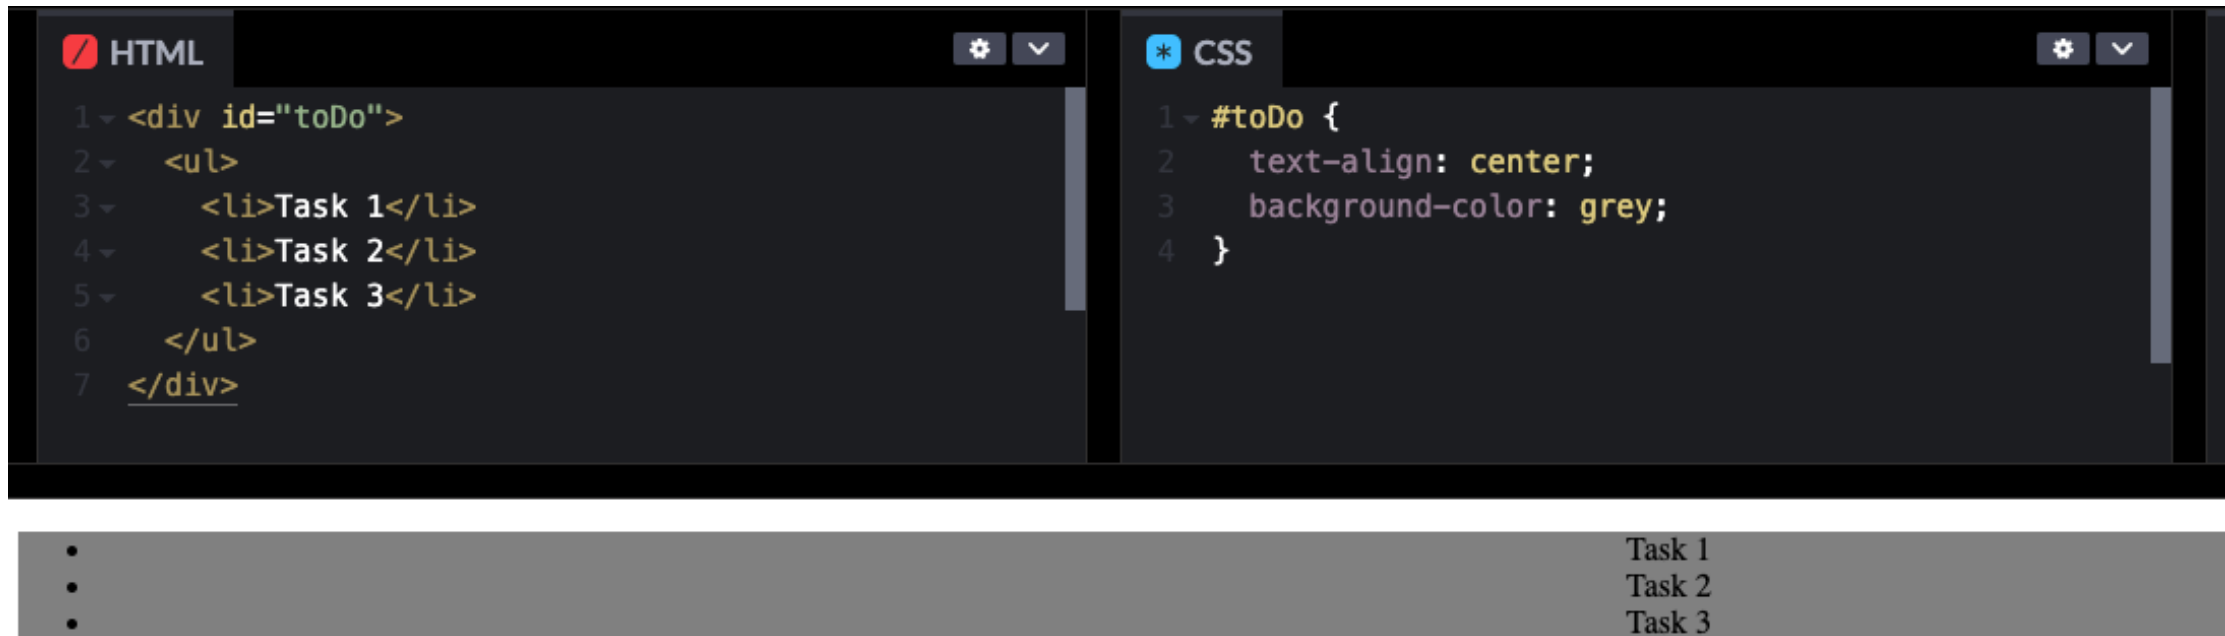 HTML
1 <div id="toDo">
2   <ul>
3     <li>Task 1</li>
4     <li>Task 2</li>
5     <li>Task 3</li>
6   </ul>
7 </div>
* CSS
1 #toDo {
2   text-align: center;
3   background-color: grey;
4 }
• Task 1
• Task 2
• Task 3